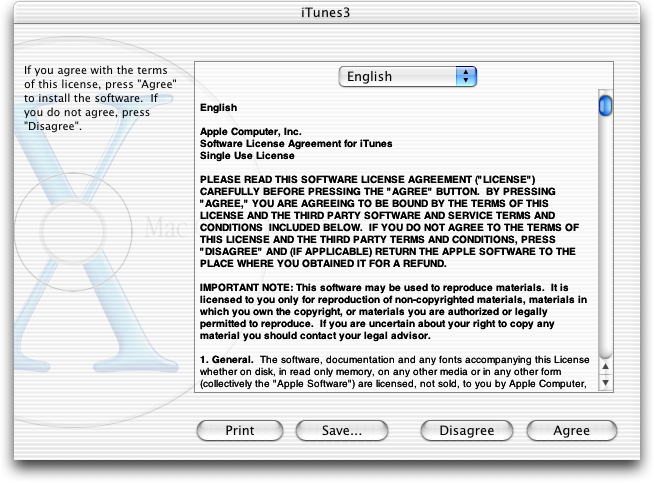 iTunes3
If you agree with the terms
of this license, press "Agree"
to install the software.  If
you do not agree, press
"Disagree".
Mac
English
English
Apple Computer, Inc.
Software License Agreement for iTunes
Single Use License
PLEASE READ THIS SOFTWARE LICENSE AGREEMENT ("LICENSE")
CAREFULLY BEFORE PRESSING THE "AGREE" BUTTON.  BY PRESSING
"AGREE," YOU ARE AGREEING TO BE BOUND BY THE TERMS OF THIS
LICENSE AND THE THIRD PARTY SOFTWARE AND SERVICE TERMS AND
CONDITIONS  INCLUDED BELOW.  IF YOU DO NOT AGREE TO THE TERMS OF
THIS LICENSE AND THE THIRD PARTY TERMS AND CONDITIONS, PRESS
"DISAGREE" AND (IF APPLICABLE) RETURN THE APPLE SOFTWARE TO THE
PLACE WHERE YOU OBTAINED IT FOR A REFUND.
IMPORTANT NOTE: This software may be used to reproduce materials.  It is
licensed to you only for reproduction of non-copyrighted materials, materials in
which you own the copyright, or materials you are authorized or legally
permitted to reproduce.  If you are uncertain about your right to copy any
material you should contact your legal advisor.
1. General.  The software, documentation and any fonts accompanying this License
whether on disk, in read only memory, on any other media or in any other form
(collectively the "Apple Software") are licensed, not sold, to you by Apple Computer,
Print
Save...
Disagree
Agree